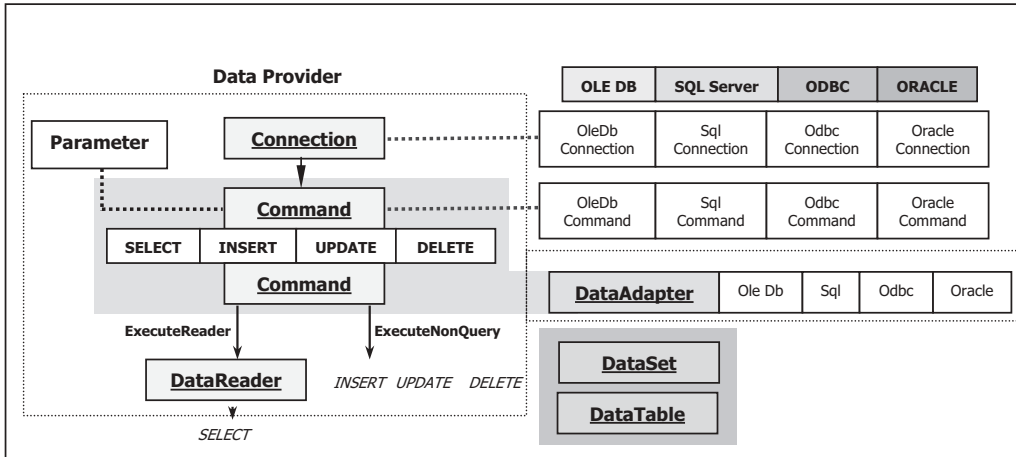 Data Provider
OLE DB SQL Server ODBC ORACLE
Parameter
Connection
OleDb Connection
Sql Connection
Odbc Connection
Oracle Connection
Command
OleDb Command
Sql Command
Odbc Command
Oracle Command
SELECT INSERT UPDATE DELETE
Command
DataAdapter Ole Db Sql Odbc Oracle
ExecuteReader ExecuteNonQuery
DataReader
INSERT UPDATE DELETE
SELECT
DataSet
DataTable